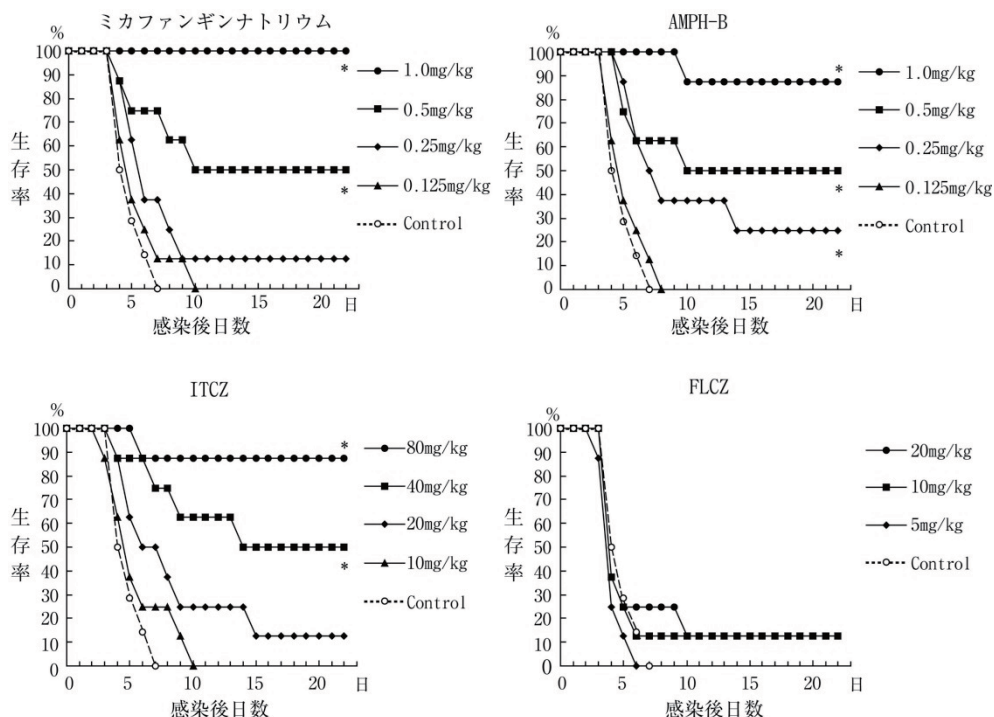 ミカファンギンナトリウム
%
100
90
80
70
60
50
40
30
20
10
0
生存率
0 5 10 15 20 日
感染後日数
*
*
1.0mg/kg
0.5mg/kg
0.25mg/kg
0.125mg/kg
Control
AMPH-B
%
100
90
80
70
60
50
40
30
20
10
0
生存率
0 5 10 15 20 日
感染後日数
*
*
*
1.0mg/kg
0.5mg/kg
0.25mg/kg
0.125mg/kg
Control
ITCZ
%
100
90
80
70
60
50
40
30
20
10
0
生存率
0 5 10 15 20 日
感染後日数
*
*
80mg/kg
40mg/kg
20mg/kg
10mg/kg
Control
FLCZ
%
100
90
80
70
60
50
40
30
20
10
0
生存率
0 5 10 15 20 日
感染後日数
20mg/kg
10mg/kg
5mg/kg
Control